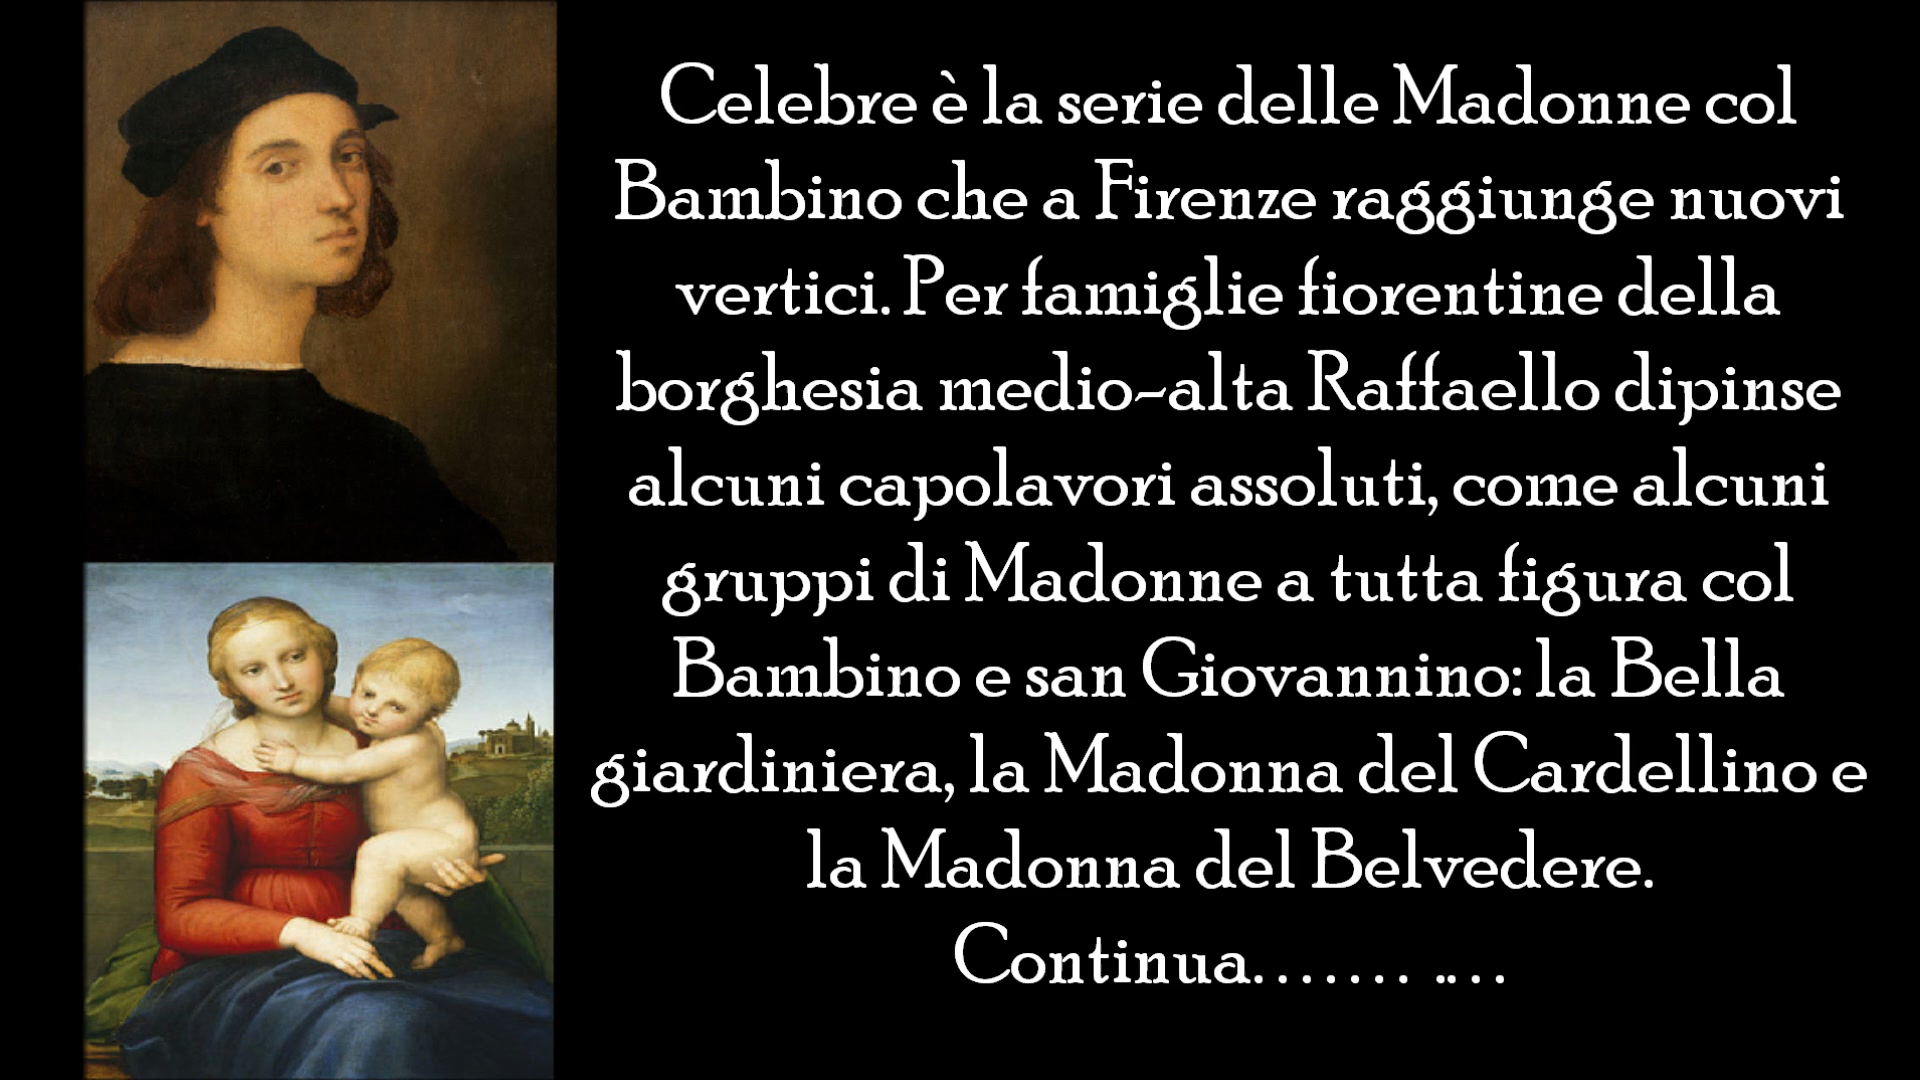 Celebre è la serie delle Madonne col
Bambino che a Firenze raggiunge nuovi
vertici. Per famiglie fiorentine della
borghesia medio-alta Raffaello dipinse
alcuni capolavori assoluti, come alcuni
gruppi di Madonne a tutta figura col
Bambino e san Giovannino: la Bella
giardiniera, la Madonna del Cardellino e
la Madonna del Belvedere.
Continua....... ....